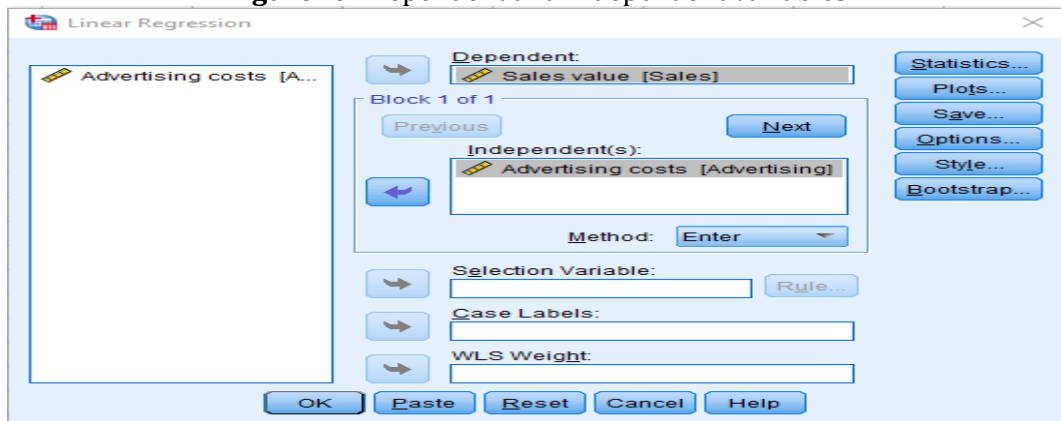 Linear Regression
Advertising costs [A...
Dependent:
Sales value [Sales]
Block 1 of 1
Previous
Next
Independent(s):
Advertising costs [Advertising]
Method: Enter
Selection Variable:
Rule...
Case Labels:
WLS Weight:
Statistics...
Plots...
Save...
Options...
Style...
Bootstrap...
OK Paste Reset Cancel Help